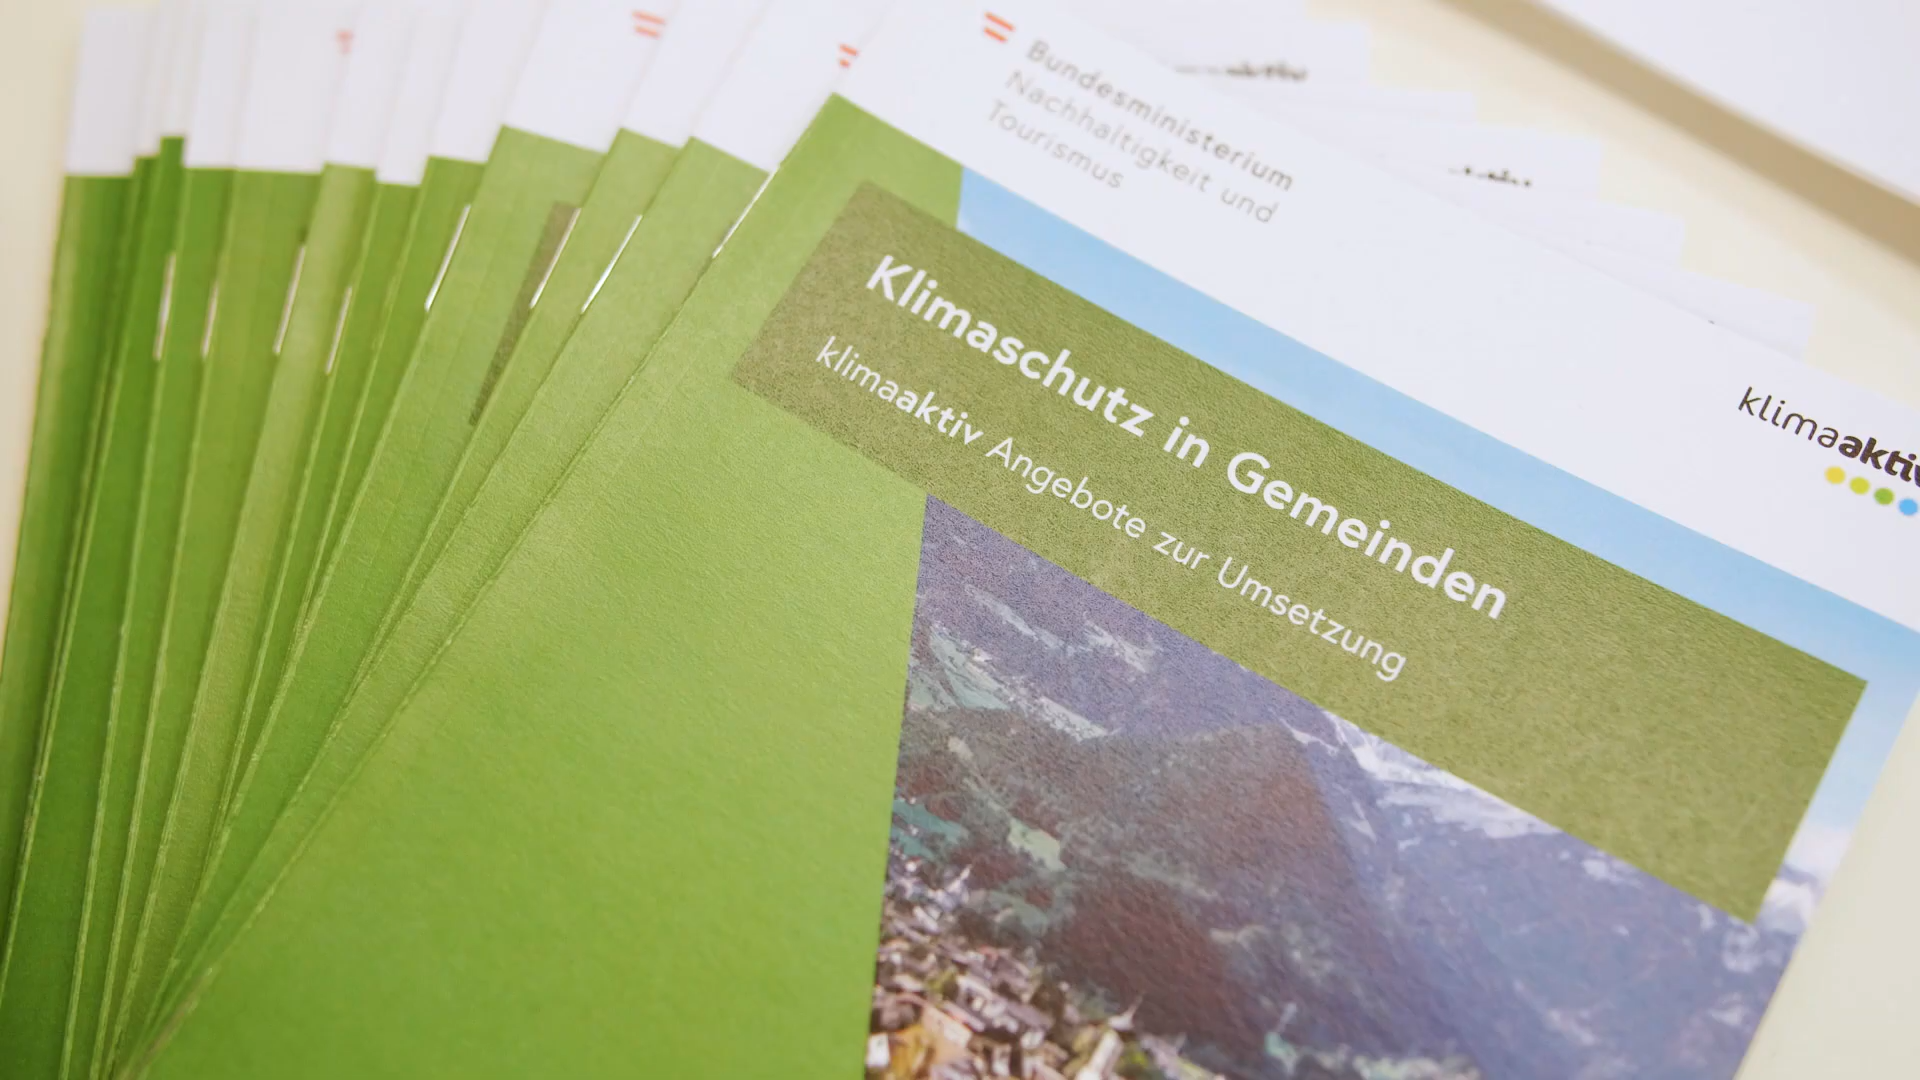 Bundesministerium
Nachhaltigkeit und
Tourismus
klimaaktiv
Klimaschutz in Gemeinden
klimaaktiv Angebote zur Umsetzung